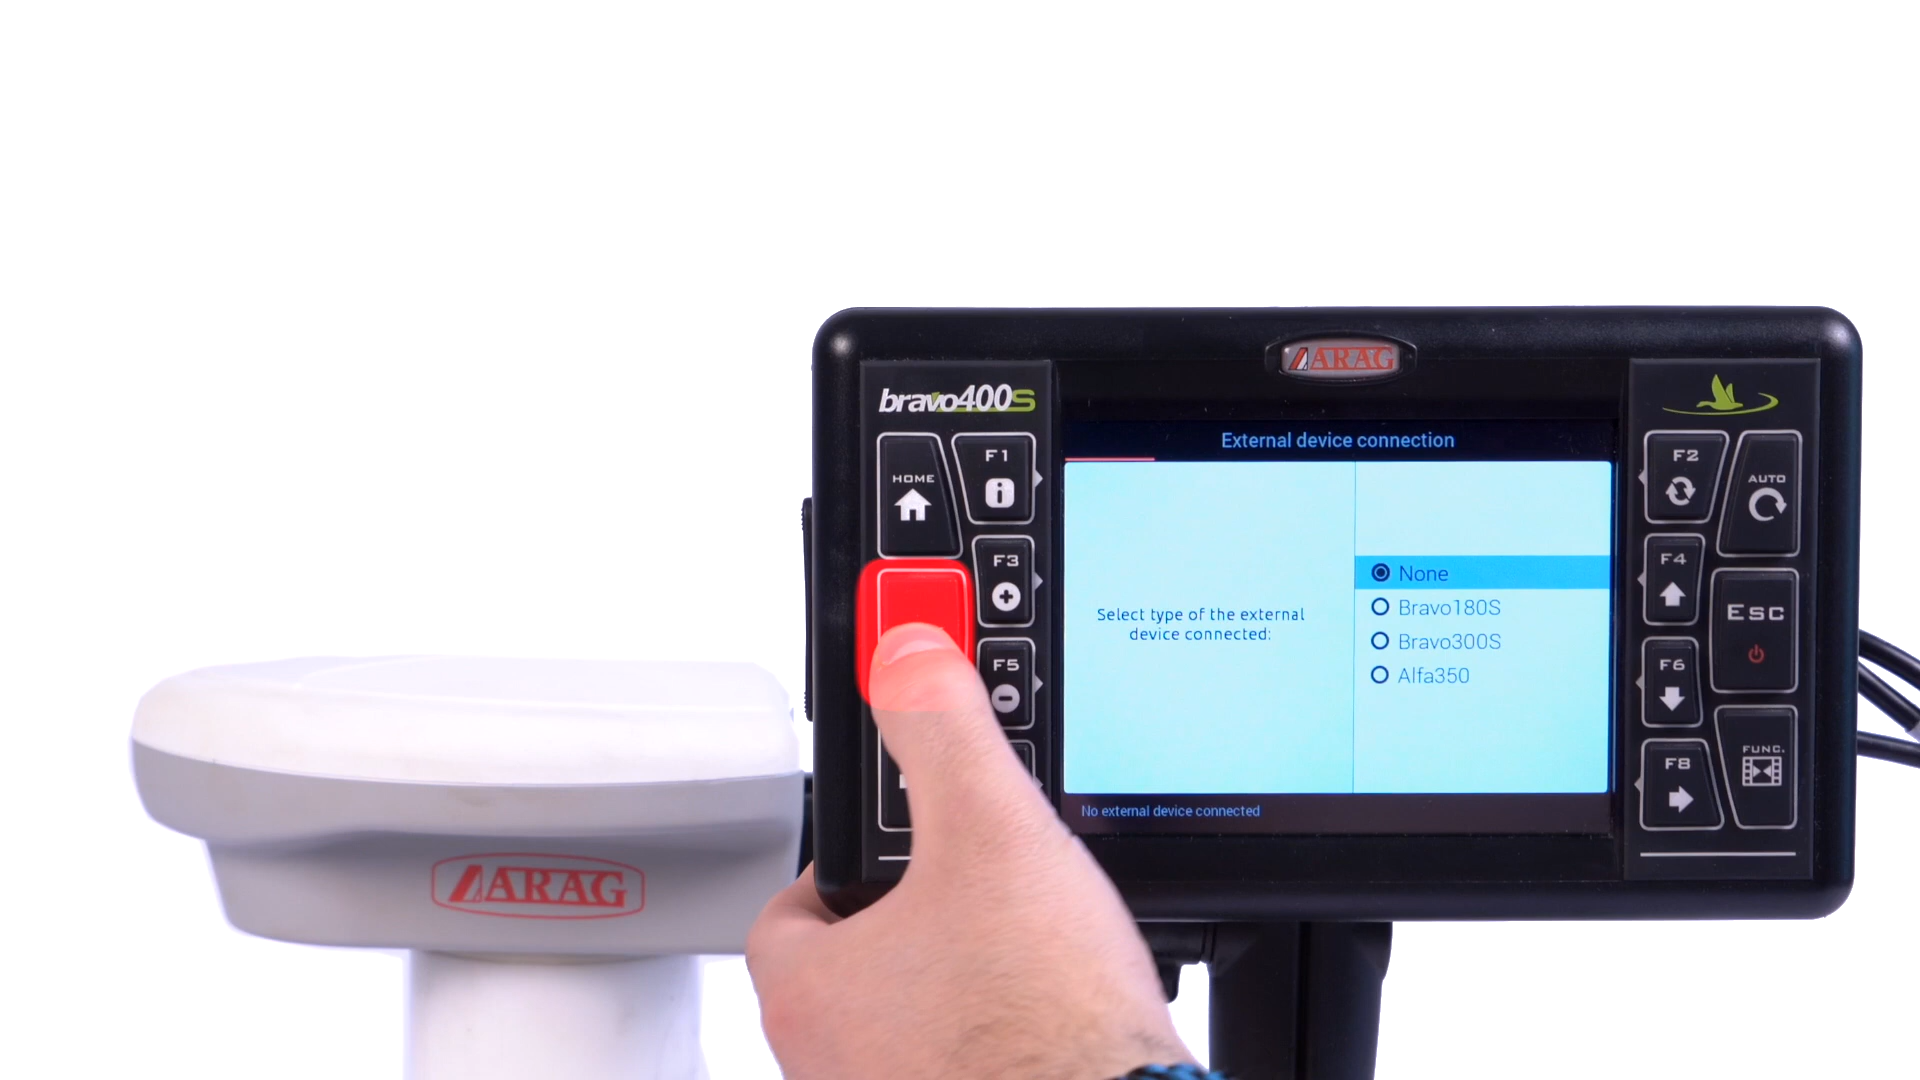 ARAG
bravo400S
HOME
F1
F3
F5
External device connection
Select type of the external
device connected:
None
Bravo180S
Bravo300S
Alfa350
No external device connected
F2
AUTO
F4
ESC
F6
FUNC.
F8
ARAG